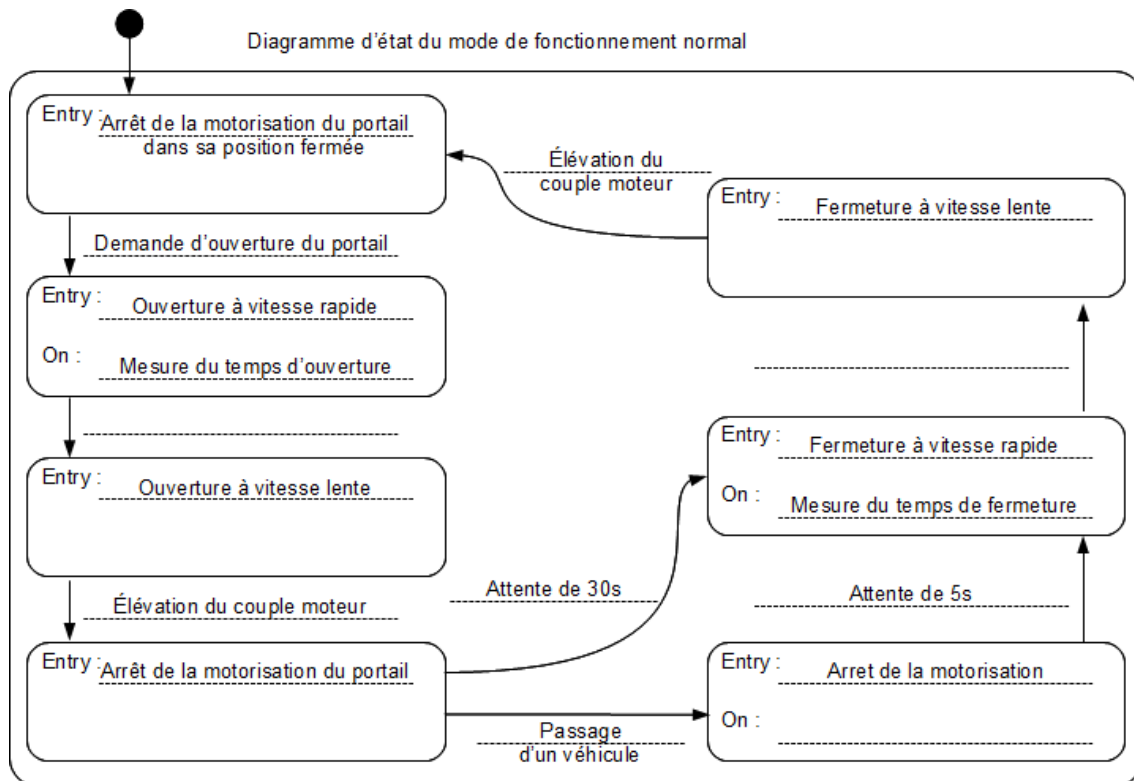 Diagramme d'état du mode de fonctionnement normal
Entry : Arrêt de la motorisation du portail
dans sa position fermée
Élévation du
couple moteur
Entry :
Fermeture à vitesse lente
Demande d'ouverture du portail
Entry :
Ouverture à vitesse rapide
On :
Mesure du temps d'ouverture
Entry :
Fermeture à vitesse rapide
On :
Mesure du temps de fermeture
Entry :
Ouverture à vitesse lente
Attente de 30s
Attente de 5s
Élévation du couple moteur
Entry : Arrêt de la motorisation du portail
Entry :
Arret de la motorisation
On :
Passage
d'un véhicule